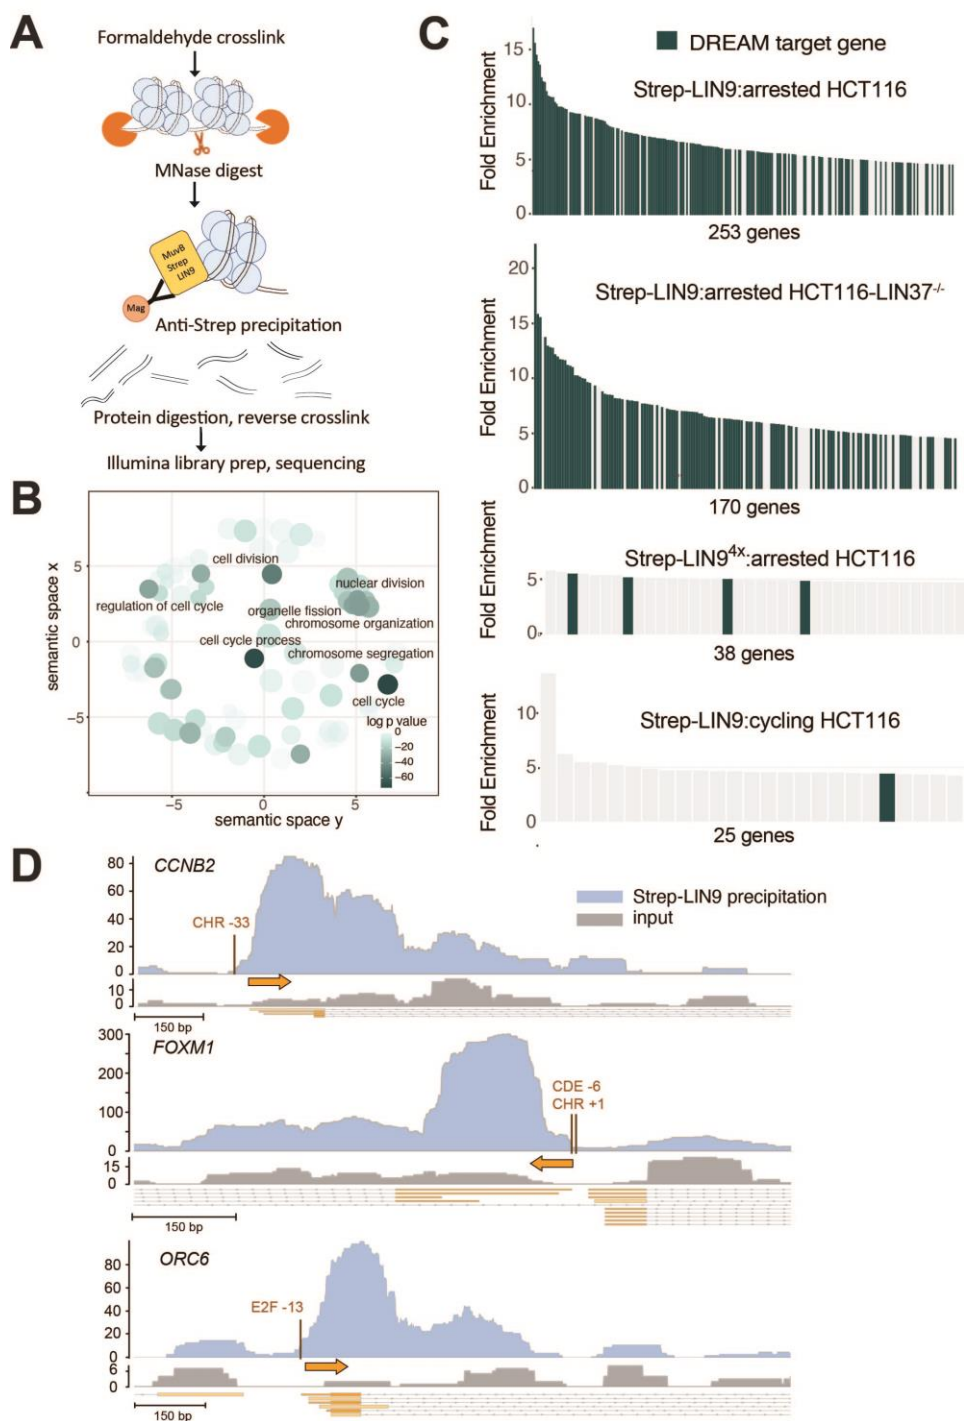 A
Formaldehyde crosslink
MNase digest
MuvB
Strep
LIN9
Mag
Anti-Strep precipitation
Protein digestion, reverse crosslink
Illumina library prep, sequencing
B
semantic space x
5
0
−5
cell division
nuclear division
regulation of cell cycle
organelle fission
chromosome organization
cell cycle process
chromosome segregation
cell cycle
log p value
0
−20
−40
−60
−5
0
5
semantic space y
C
DREAM target gene
Strep-LIN9:arrested HCT116
Fold Enrichment
15
10
5
0
253 genes
Strep-LIN9:arrested HCT116-LIN37-/-
Fold Enrichment
20
15
10
5
0
170 genes
Strep-LIN94x:arrested HCT116
Fold Enrichment
5
0
38 genes
Strep-LIN9:cycling HCT116
Fold Enrichment
10
5
0
25 genes
D
CCNB2
80
60
40
20
0
CHR -33
Strep-LIN9 precipitation
input
10
0
150 bp
FOXM1
300
200
100
0
CDE -6
CHR +1
15
0
150 bp
ORC6
80
60
40
20
0
E2F -13
6
0
150 bp